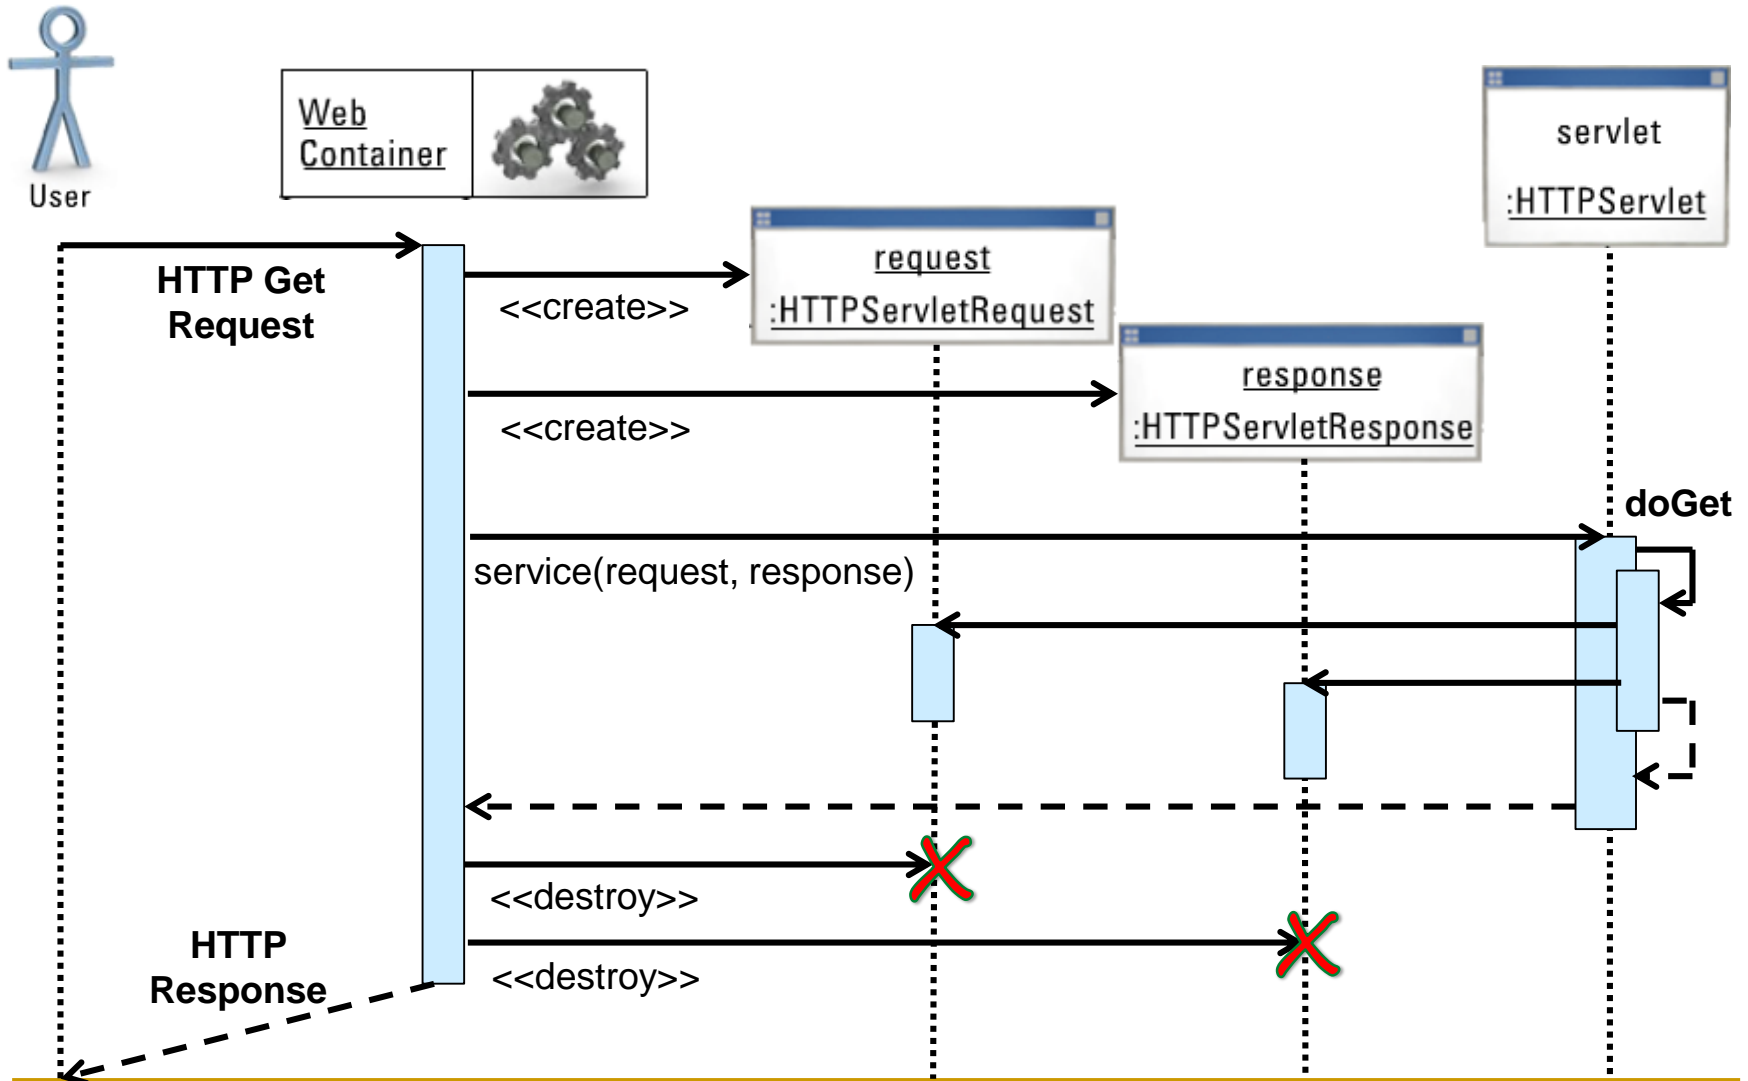 User
Web
Container
servlet
:HTTPServlet
request
:HTTPServletRequest
HTTP Get
Request
<<create>>
response
:HTTPServletResponse
<<create>>
doGet
service(request, response)
<<destroy>>
HTTP
Response
<<destroy>>